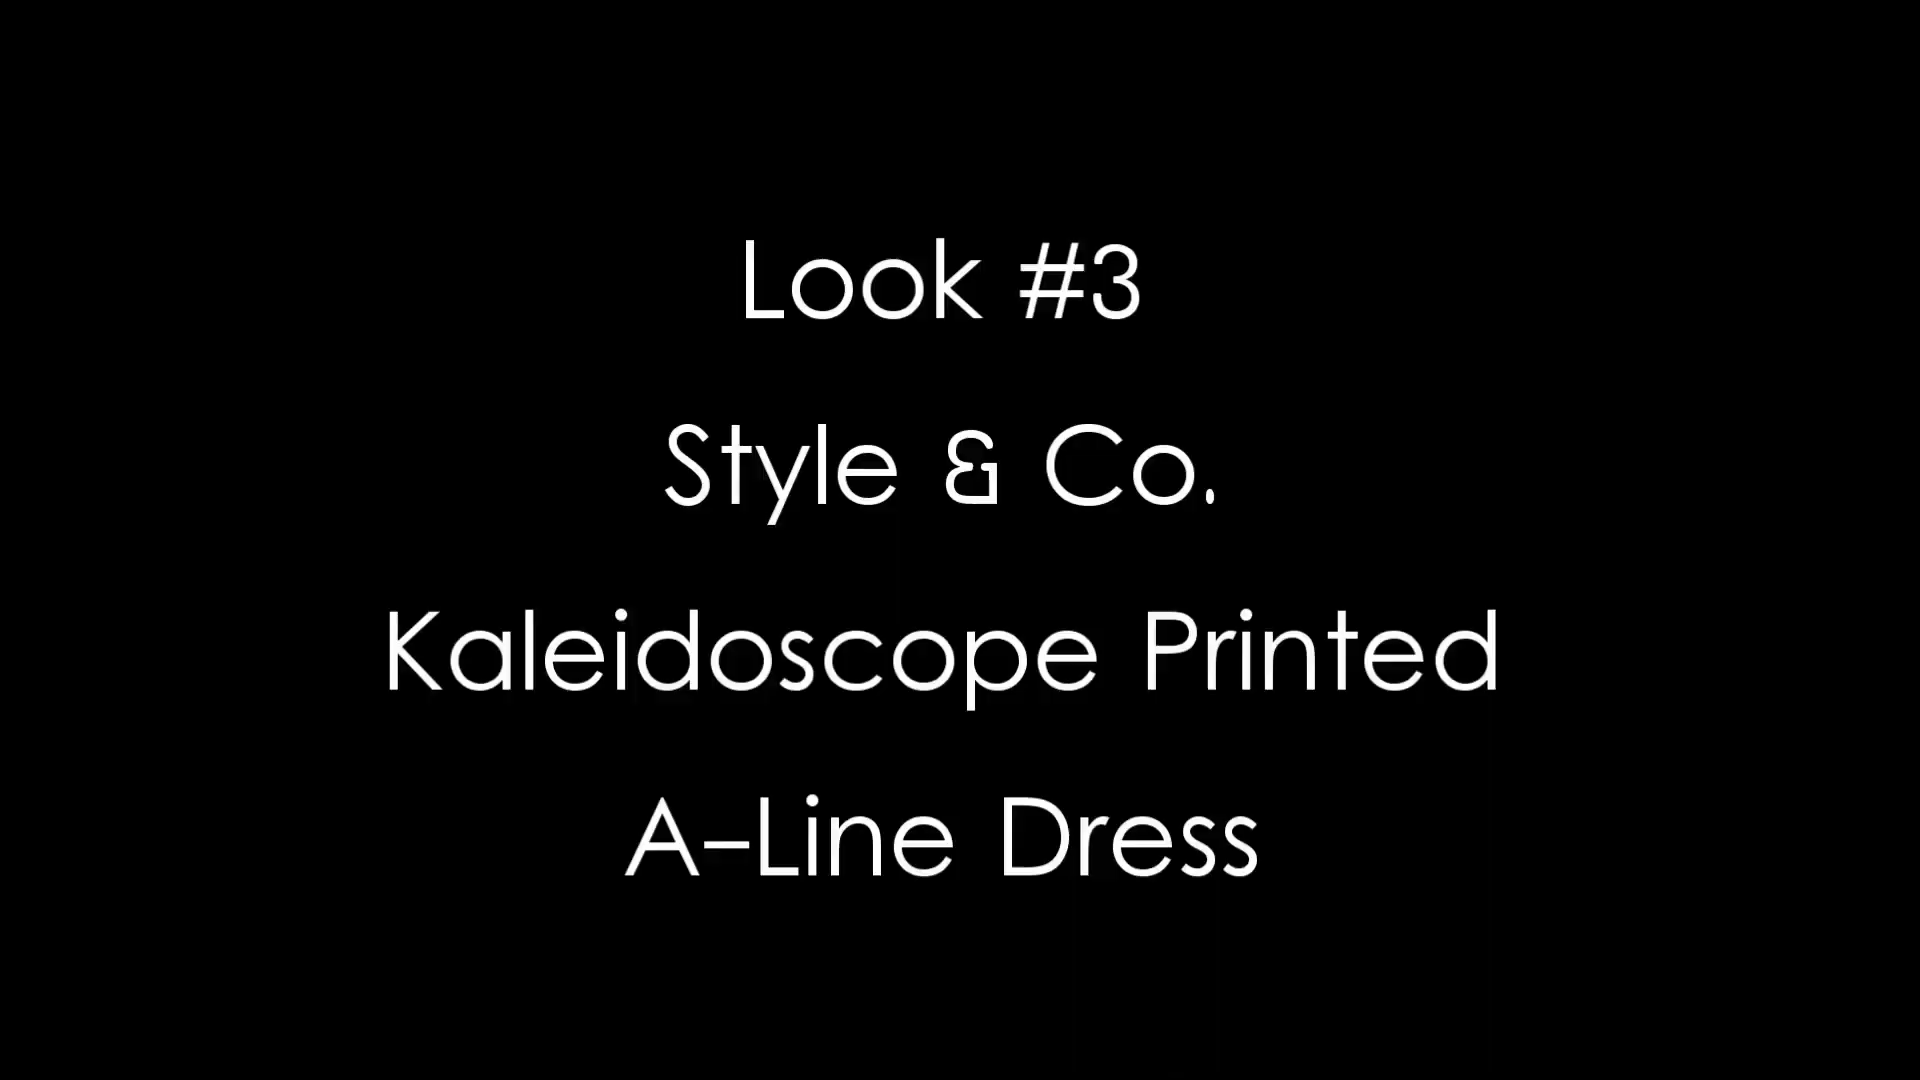 Look #3
Style & Co.
Kaleidoscope Printed
A-Line Dress